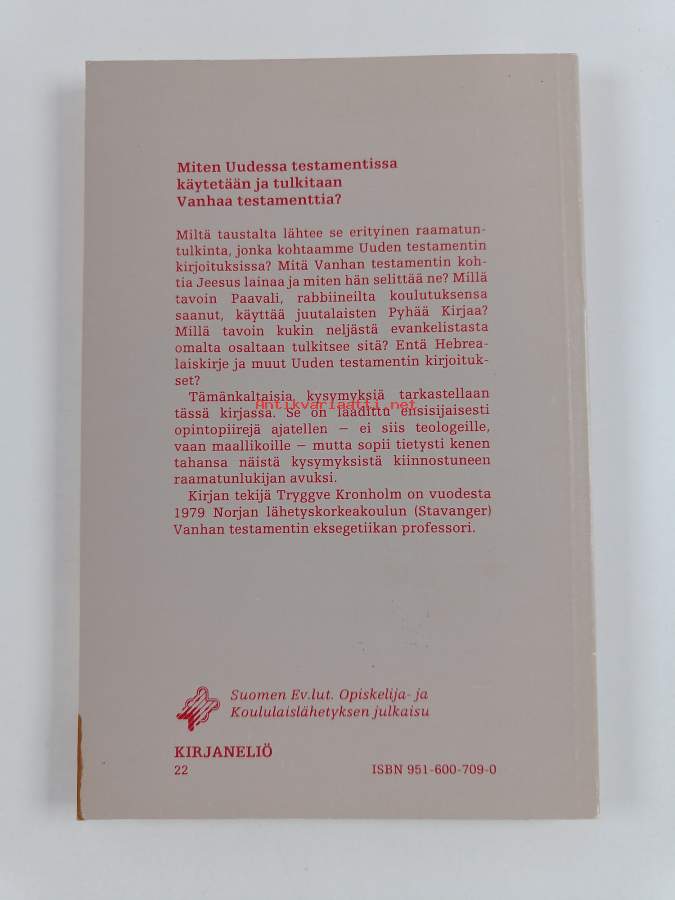 Miten Uudessa testamentissa
käytetään ja tulkitaan
Vanhaa testamenttia?
Miltä taustalta lähtee se erityinen raamatun-
tulkinta, jonka kohtaamme Uuden testamentin
kirjoituksissa? Mitä Vanhan testamentin koh-
tia Jeesus lainaa ja miten hän selittää ne? Millä
tavoin Paavali, rabbiineilta koulutuksensa
saanut, käyttää juutalaisten Pyhää Kirjaa?
Millä tavoin kukin neljästä evankelistasta
omalta osaltaan tulkitsee sitä? Entä Hebrea-
laiskirje ja muut Uuden testamentin kirjoituk-
set?
Tämänkaltaisia kysymyksiä tarkastellaan
Antikvariaatti.net
tässä kirjassa. Se on laadittu ensisijaisesti
opintopiirejä ajatellen — ei siis teologeille,
vaan maallikoille — mutta sopii tietysti kenen
tahansa näistä kysymyksistä kiinnostuneen
raamatunlukijan avuksi.
Kirjan tekijä Tryggve Kronholm on vuodesta
1979 Norjan lähetyskorkeakoulun (Stavanger)
Vanhan testamentin eksegetiikan professori.
Suomen Ev.lut. Opiskelija- ja
Koululaislähetyksen julkaisu
KIRJANELIÖ
22 ISBN 951-600-709-0